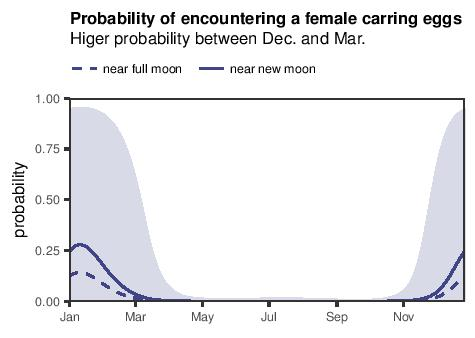 Probability of encountering a female carring eggs
Higer probability between Dec. and Mar.
near full moon near new moon
1.00
0.75
0.50
0.25
0.00
probability
Jan Mar May Jul Sep Nov